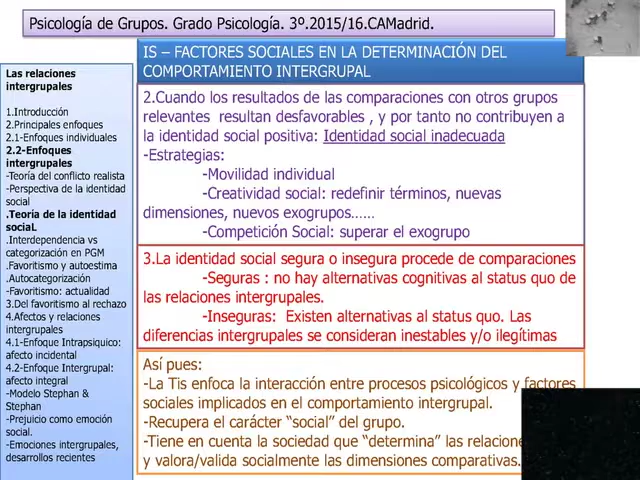 Psicología de Grupos. Grado Psicología. 3º.2015/16.CAMadrid.
IS – FACTORES SOCIALES EN LA DETERMINACIÓN DEL
COMPORTAMIENTO INTERGRUPAL
Las relaciones
intergrupales
1.Introducción
2.Principales enfoques
2.1-Enfoques individuales
2.2-Enfoques
intergrupales
-Teoría del conflicto realista
-Perspectiva de la identidad
social
.Teoría de la identidad
sociaL
.Interdependencia vs
categorización en PGM
.Favoritismo y autoestima
.Autocategorización
-Favoritismo: actualidad
3.Del favoritismo al rechazo
4.Afectos y relaciones
intergrupales
4.1-Enfoque Intrapsiquico:
afecto incidental
4.2-Enfoque Intergrupal:
afecto integral
-Modelo Stephan &
Stephan
-Prejuicio como emoción
social.
-Emociones intergrupales,
desarrollos recientes
2.Cuando los resultados de las comparaciones con otros grupos
relevantes resultan desfavorables , y por tanto no contribuyen a
la identidad social positiva: Identidad social inadecuada
-Estrategias:
-Movilidad individual
-Creatividad social: redefinir términos, nuevas
dimensiones, nuevos exogrupos……
-Competición Social: superar el exogrupo
3.La identidad social segura o insegura procede de comparaciones
-Seguras : no hay alternativas cognitivas al status quo de
las relaciones intergrupales.
-Inseguras: Existen alternativas al status quo. Las
diferencias intergrupales se consideran inestables y/o ilegítimas
Así pues:
-La Tis enfoca la interacción entre procesos psicológicos y factores
sociales implicados en el comportamiento intergrupal.
-Recupera el carácter “social” del grupo.
-Tiene en cuenta la sociedad que “determina” las
y valora/valida socialmente las dimensiones comparativas.